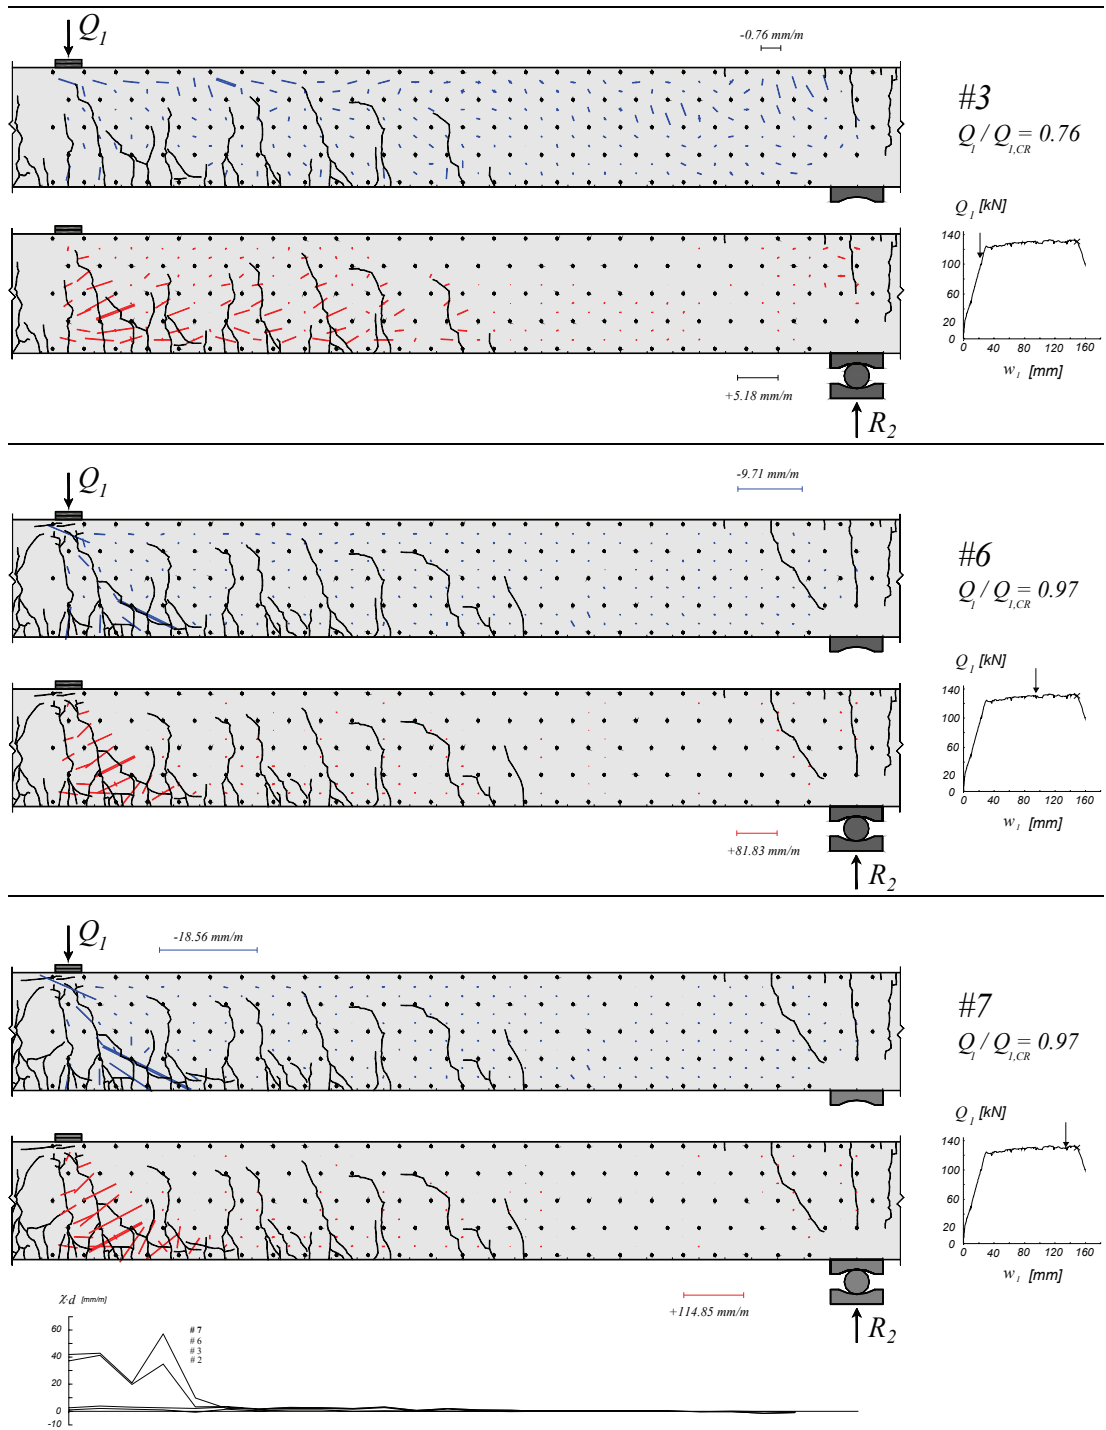 Q1
-0.76 mm/m
#3
Q1 / Q1,CR = 0.76
Q1 [kN]
140
100
60
20
0
0 40 80 120 160
w1 [mm]
+5.18 mm/m
R2
Q1
-9.71 mm/m
#6
Q1 / Q1,CR = 0.97
Q1 [kN]
140
100
60
20
0
0 40 80 120 160
w1 [mm]
+81.83 mm/m
R2
Q1
-18.56 mm/m
#7
Q1 / Q1,CR = 0.97
Q1 [kN]
140
100
60
20
0
0 40 80 120 160
w1 [mm]
+114.85 mm/m
R2
χ·d [mm/m]
60
40
20
0
-10
# 7
# 6
# 3
# 2